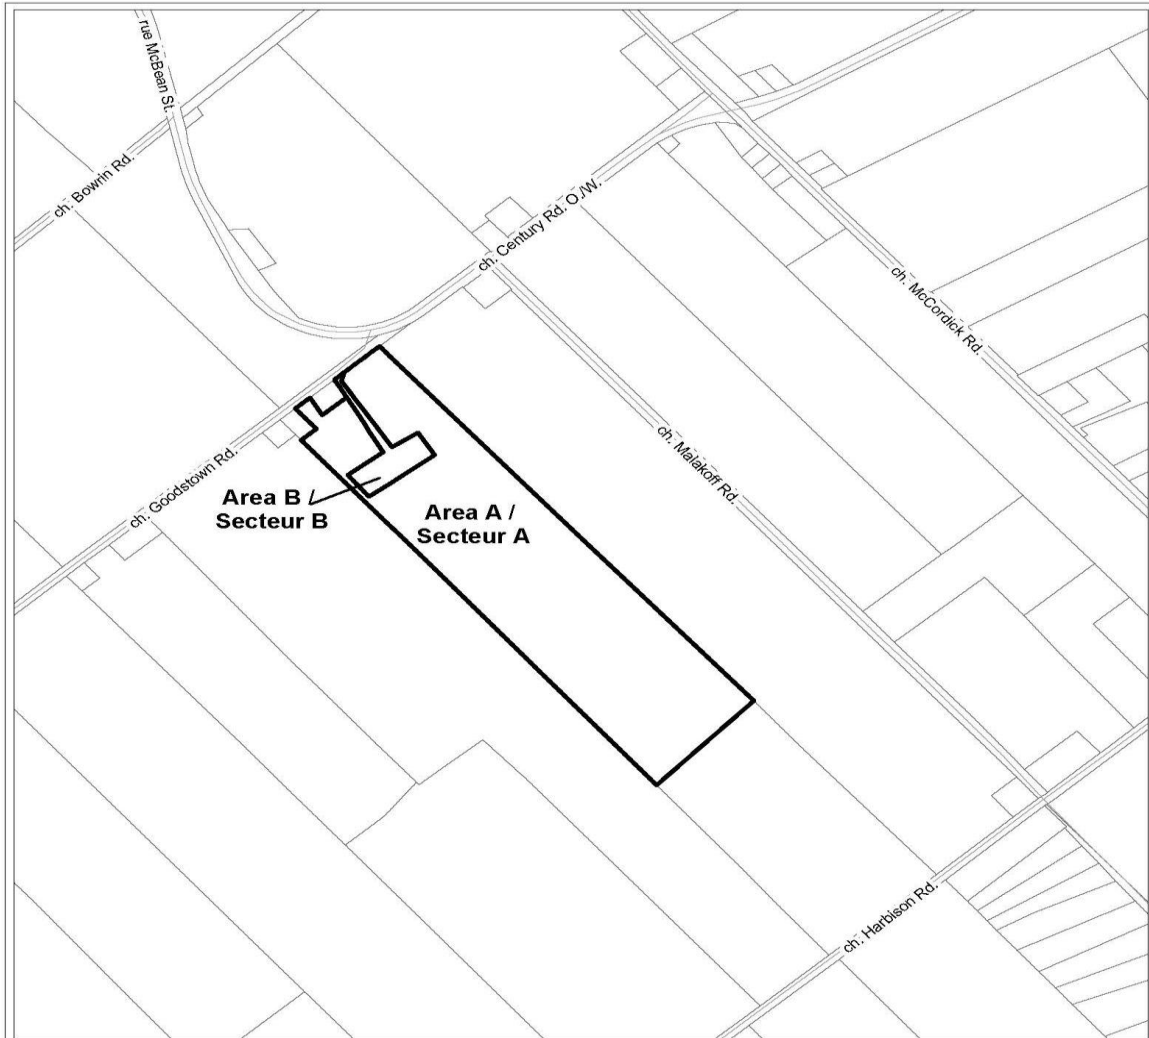 rue McBean St.
ch. Bowrin Rd.
ch. Century Rd. O./W.
ch. McCordick Rd.
ch. Goodstown Rd.
ch. Malakoff Rd.
Area B /
Secteur B
Area A /
Secteur A
ch. Harbison Rd.